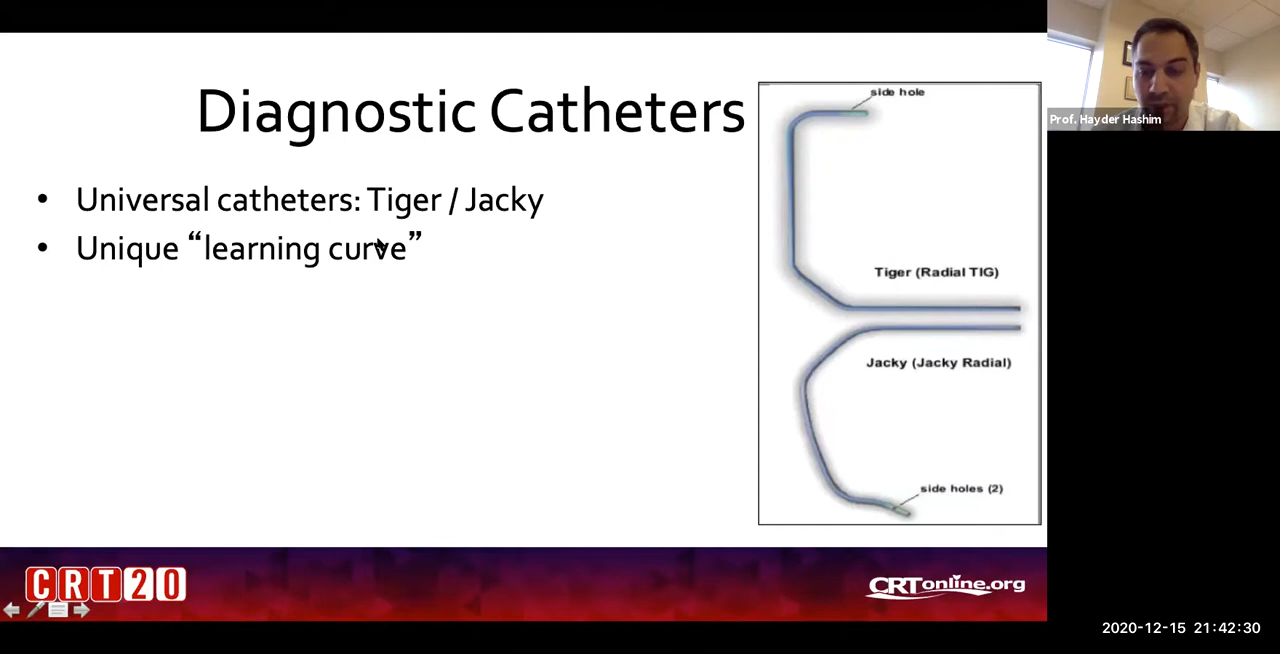 Diagnostic Catheters
• Universal catheters: Tiger / Jacky
• Unique “learning curve”
side hole
Tiger (Radial TIG)
Jacky (Jacky Radial)
side holes (2)
CRT20
CRTonline.org
Prof. Hayder Hashim
2020-12-15 21:42:30